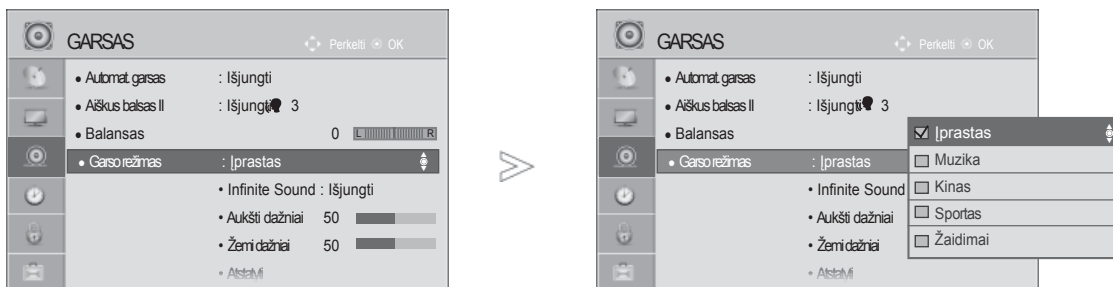 GARSAS
Perkelti OK
• Automat. garsas : Išjungti
• Aiškus balsas II : Išjungti 3
• Balansas 0 L R
• Garso režimas : Įprastas
• Infinite Sound : Išjungti
• Aukšti dažniai 50
• Žemi dažniai 50
• Atstatyti
GARSAS
Perkelti OK
• Automat. garsas : Išjungti
• Aiškus balsas II : Išjungti 3
• Balansas
• Garso režimas : Įprastas
• Infinite Sound
• Aukšti dažniai
• Žemi dažniai
• Atstatyti
Įprastas
Muzika
Kinas
Sportas
Žaidimai